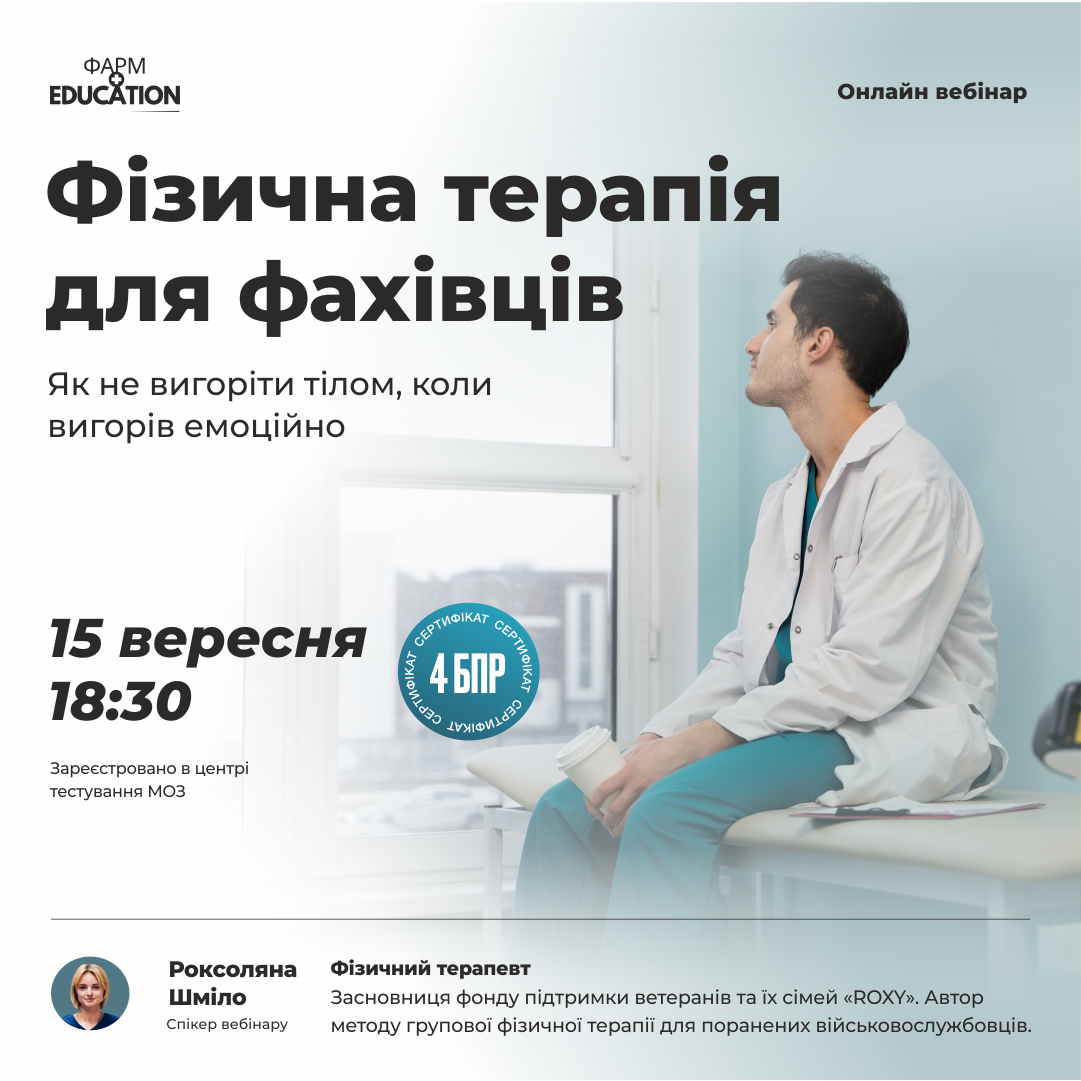 ФАРМ
EDUCATION
Онлайн вебінар
Фізична терапія
для фахівців
Як не вигоріти тілом, коли
вигорів емоційно
15 вересня
18:30
СЕРТИФІКАТ СЕРТИФІКАТ СЕРТИФІКАТ СЕРТИФІКАТ
4 БПР
Зареєстровано в центрі
тестування МОЗ
Роксоляна
Шміло
Спікер вебінару
Фізичний терапевт
Засновниця фонду підтримки ветеранів та їх сімей «ROXY». Автор
методу групової фізичної терапії для поранених військовослужбовців.